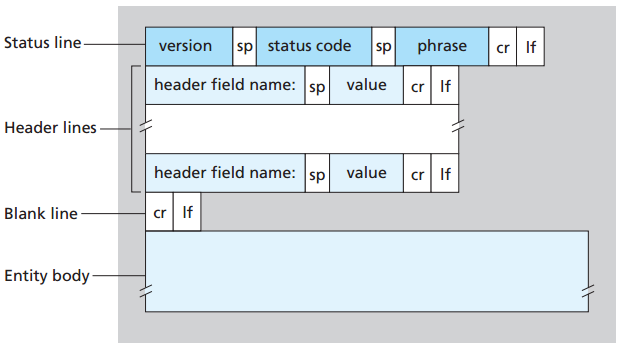 Status line version sp status code sp phrase cr lf
header field name: sp value cr lf
Header lines
header field name: sp value cr lf
Blank line cr lf
Entity body